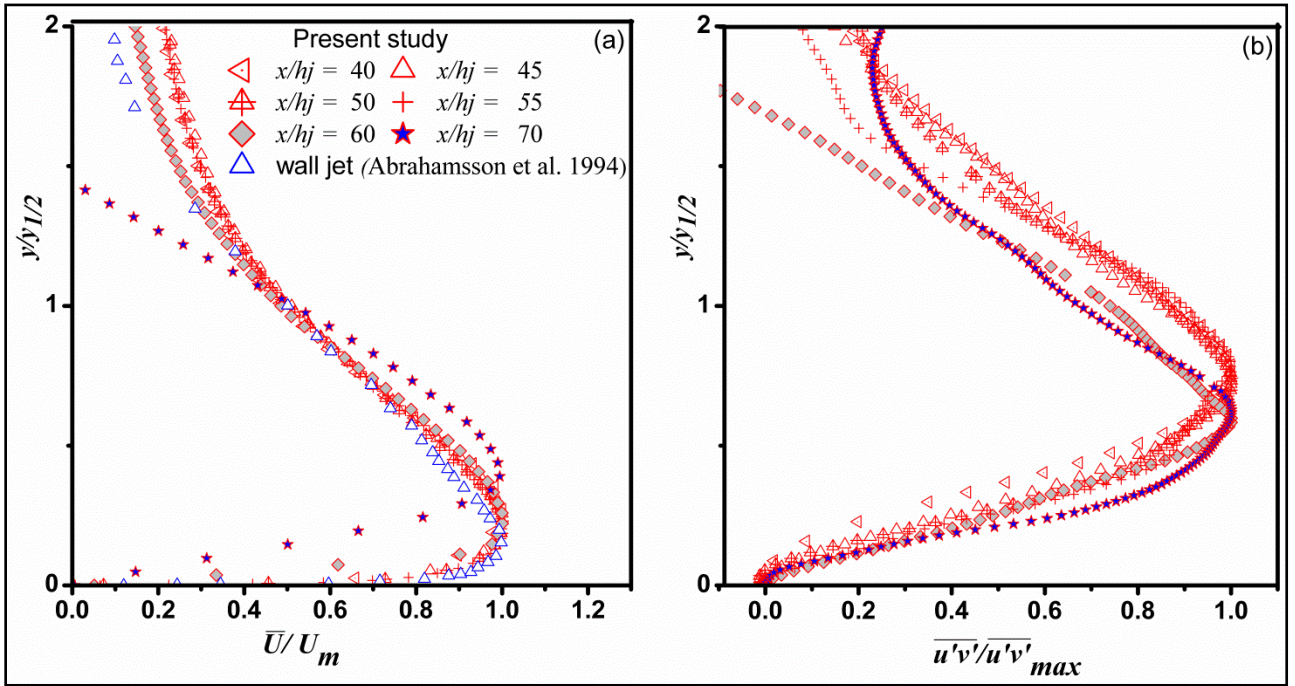 2
1
0
y/y1/2
0.0 0.2 0.4 0.6 0.8 1.0 1.2
U̅/ Um
(a)
Present study
x/hj = 40
x/hj = 45
x/hj = 50
x/hj = 55
x/hj = 60
x/hj = 70
wall jet (Abrahamsson et al. 1994)
2
1
2
y/y1/2
0.0 0.2 0.4 0.6 0.8 1.0
u'v'/u'v'max
(b)